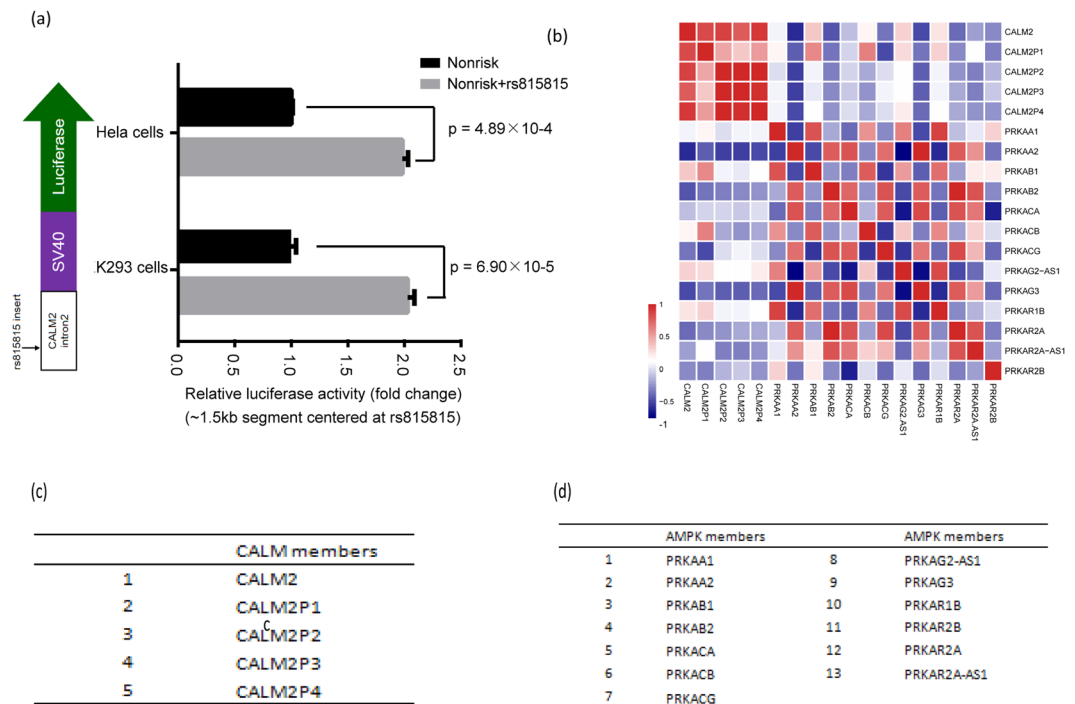 (a)
Nonrisk
Nonrisk+rs815815
Luciferase
SV40
CALM2
intron2
rs815815 insert
Hela cells
p = 4.89×10-4
.K293 cells
p = 6.90×10-5
0.0 0.5 1.0 1.5 2.0 2.5
Relative luciferase activity (fold change)
(~1.5kb segment centered at rs815815)
(b)
CALM2
CALM2P1
CALM2P2
CALM2P3
CALM2P4
PRKAA1
PRKAA2
PRKAB1
PRKAB2
PRKACA
PRKACB
PRKACG
PRKAG2−AS1
PRKAG3
PRKAR1B
PRKAR2A
PRKAR2A−AS1
PRKAR2B
1
0.5
0
−0.5
-1
CALM2 CALM2P1 CALM2P2 CALM2P3 CALM2P4 PRKAA1 PRKAA2 PRKAB1 PRKAB2 PRKACA PRKACB PRKACG PRKAG2.AS1 PRKAG3 PRKAR1B PRKAR2A PRKAR2A.AS1 PRKAR2B
(c)
CALM members
1 CALM2
2 CALM2P1
c
3 CALM2P2
4 CALM2P3
5 CALM2P4
(d)
AMPK members AMPK members
1 PRKAA1 8 PRKAG2-AS1
2 PRKAA2 9 PRKAG3
3 PRKAB1 10 PRKAR1B
4 PRKAB2 11 PRKAR2B
5 PRKACA 12 PRKAR2A
6 PRKACB 13 PRKAR2A-AS1
7 PRKACG